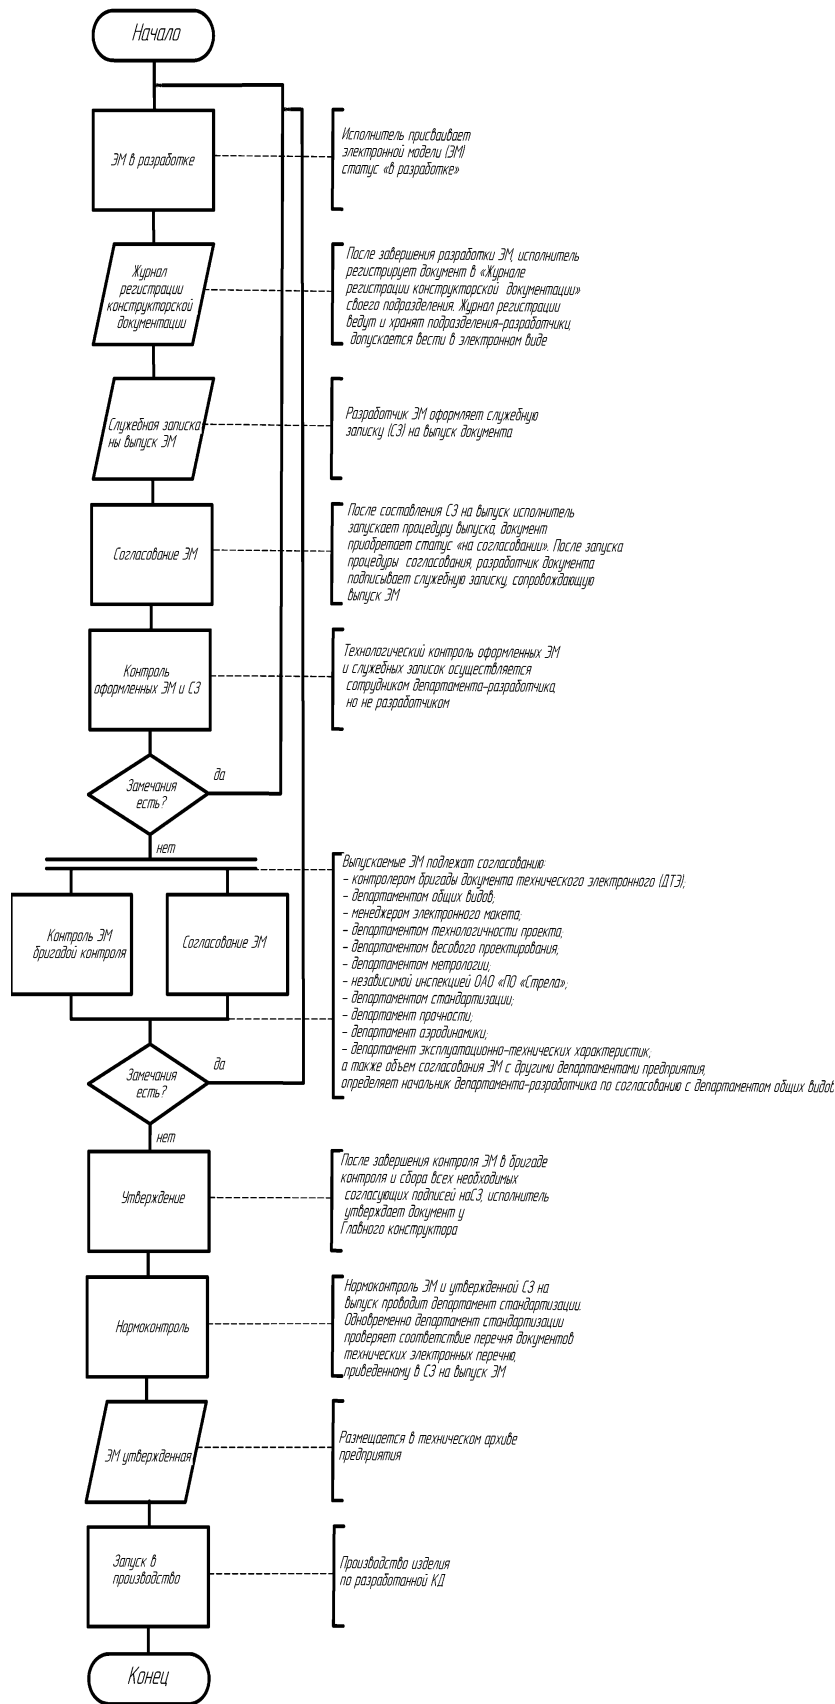 Начало
ЭМ в разработке
Исполнитель присваивает
электронной модели (ЭМ)
статус «в разработке»
Журнал
регистрации
конструкторской
документации
После завершения разработки ЭМ, исполнитель
регистрирует документ в «Журнале
регистрации конструкторской документации»
своего подразделения. Журнал регистрации
ведут и хранят подразделения-разработчики,
допускается вести в электронном виде
Служебная записка
ны выпуск ЭМ
Разработчик ЭМ оформляет служебную
записку (СЗ) на выпуск документа
Согласование ЭМ
После составления СЗ на выпуск исполнитель
запускает процедуру выпуска, документ
приобретает статус «на согласовании». После запуска
процедуры согласования, разработчик документа
подписывает служебную записку, сопровождающую
выпуск ЭМ
Контроль
оформленных ЭМ и СЗ
Технологический контроль оформленных ЭМ
и служебных записок осуществляется
сотрудником департамента-разработчика,
но не разработчиком
Замечания
есть?
да
нет
Контроль ЭМ
бригадой контроля
Согласование ЭМ
Выпускаемые ЭМ подлежат согласованию:
- контролером бригады документа технического электронного (ДТЭ);
- департаментом общих видов;
- менеджером электронного макета;
- департаментом технологичности проекта;
- департаментом весового проектирования;
- департаментом метрологии;
- независимой инспекцией ОАО «ПО «Стрела»;
- департаментом стандартизации;
- департамент прочности;
- департамент аэродинамики;
- департамент эксплуатационно-технических характеристик;
а также объем согласования ЭМ с другими департаментами предприятия,
определяет начальник департамента-разработчика по согласованию с департаментом общих видов
Замечания
есть?
да
нет
Утверждение
После завершения контроля ЭМ в бригаде
контроля и сбора всех необходимых
согласующих подписей наСЗ, исполнитель
утверждает документ у
Главного конструктора
Нормоконтроль
Нормоконтроль ЭМ и утвержденной СЗ на
выпуск проводит департамент стандартизации.
Одновременно департамент стандартизации
проверяет соответствие перечня документов
технических электронных перечню,
приведенному в СЗ на выпуск ЭМ
ЭМ утвержденная
Размещается в техническом архиве
предприятия
Запуск в
производство
Производство изделия
по разработанной КД
Конец